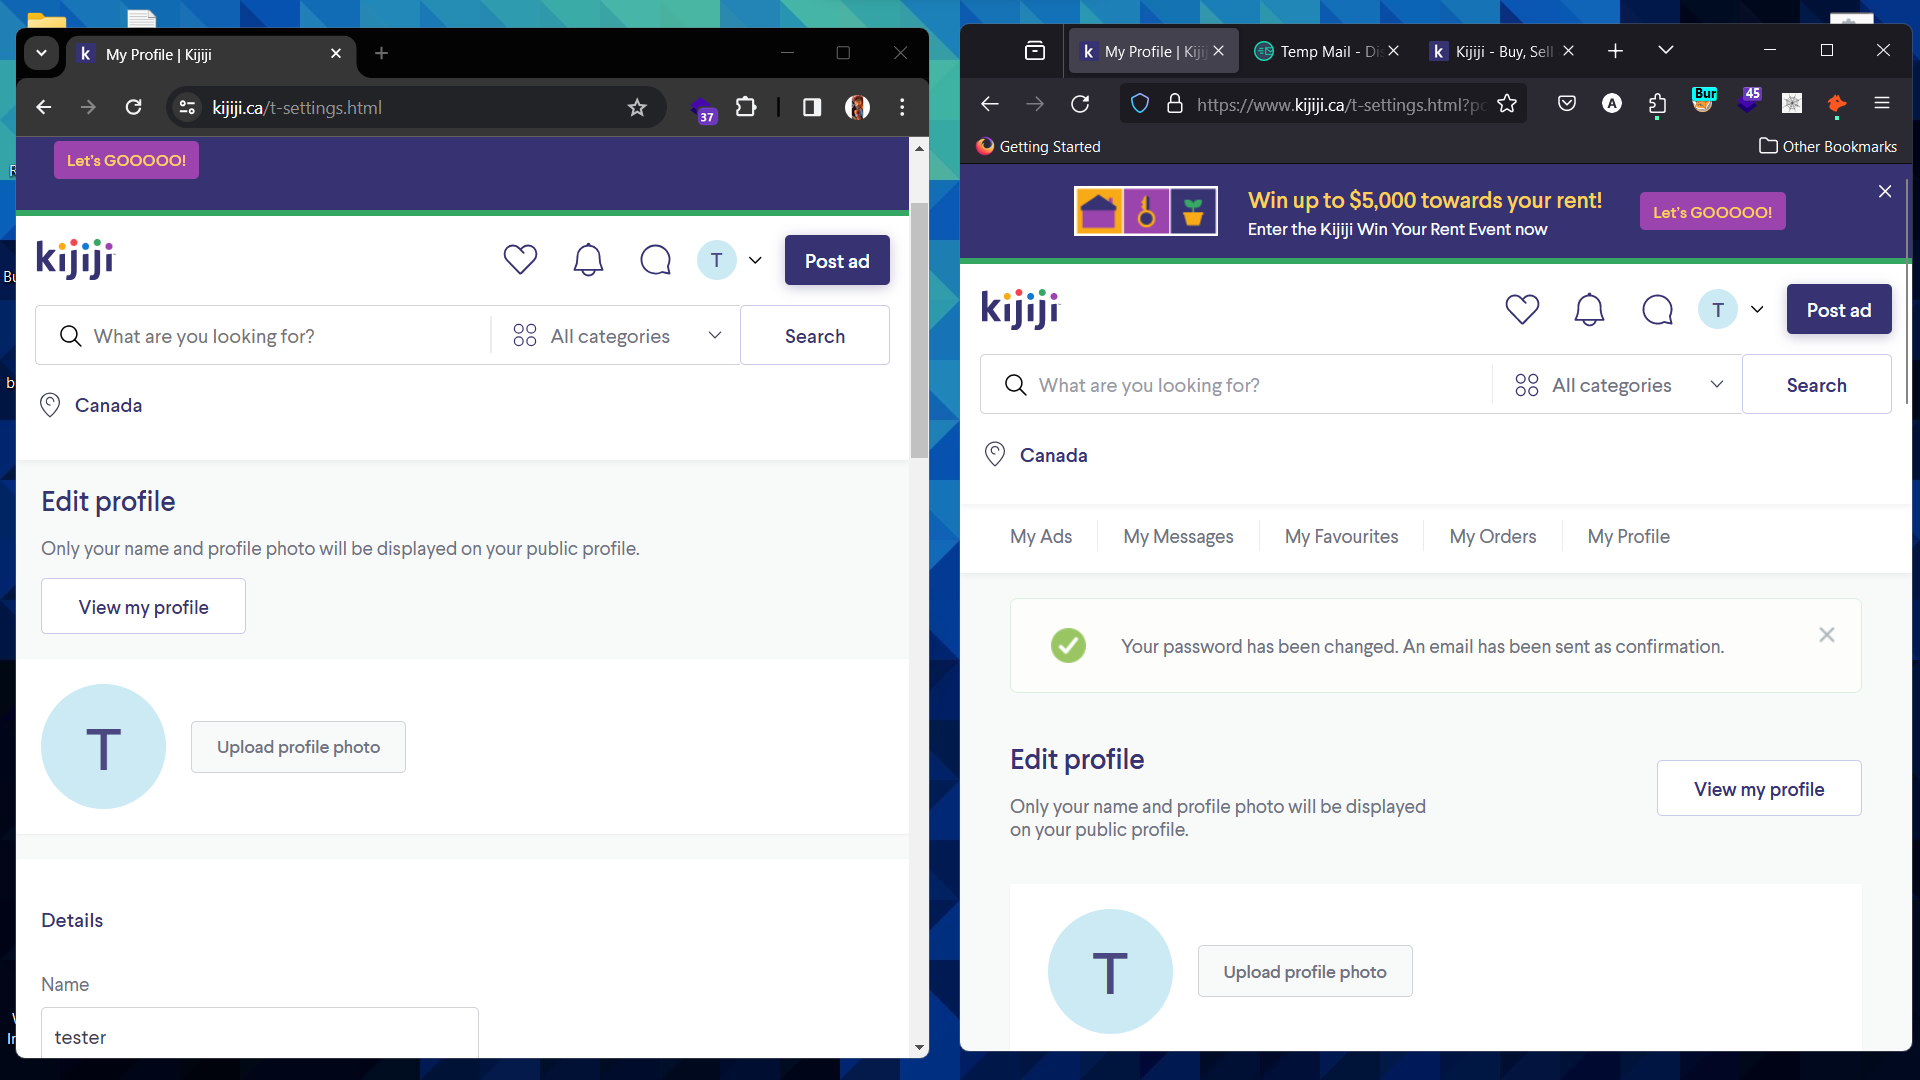 My Profile | Kijiji
kijiji.ca/t-settings.html
37
Let's GOOOOO!
kijiji
T
Post ad
What are you looking for?
All categories
Search
Canada
Edit profile
Only your name and profile photo will be displayed on your public profile.
View my profile
T
Upload profile photo
Details
Name
tester
My Profile | Kijij
Temp Mail - Di
Kijiji - Buy, Sell
https://www.kijiji.ca/t-settings.html?pc
A
Bur
45
Getting Started
Other Bookmarks
Win up to $5,000 towards your rent!
Enter the Kijiji Win Your Rent Event now
Let's GOOOOO!
kijiji
T
Post ad
What are you looking for?
All categories
Search
Canada
My Ads
My Messages
My Favourites
My Orders
My Profile
Your password has been changed. An email has been sent as confirmation.
Edit profile
Only your name and profile photo will be displayed
on your public profile.
View my profile
T
Upload profile photo